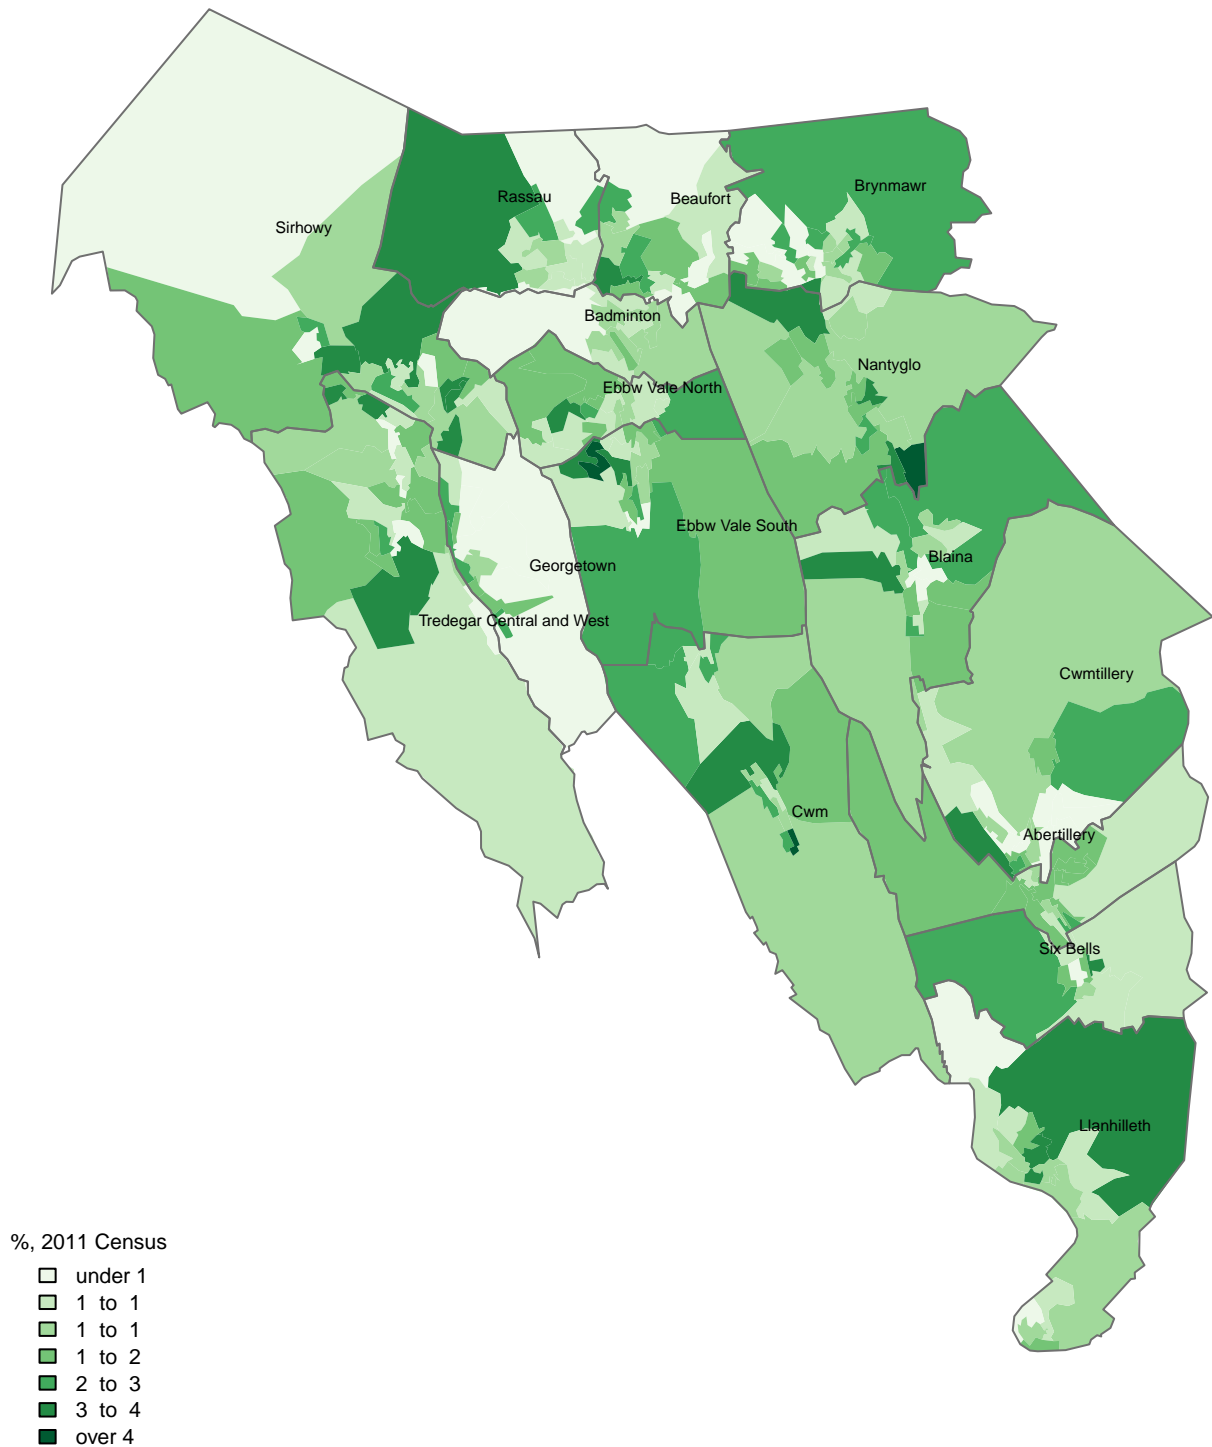 Rassau
Beaufort
Brynmawr
Sirhowy
Badminton
Nantyglo
Ebbw Vale North
Ebbw Vale South
Blaina
Georgetown
Tredegar Central and West
Cwmtillery
Cwm
Abertillery
Six Bells
Llanhilleth
%, 2011 Census
under 1
1 to 1
1 to 1
1 to 2
2 to 3
3 to 4
over 4